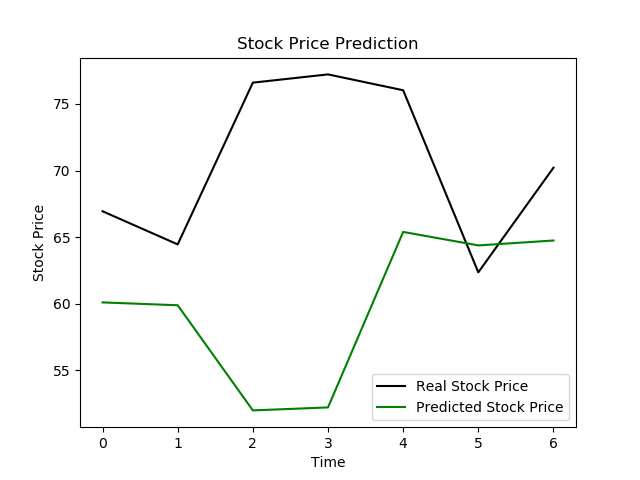 Stock Price Prediction
Stock Price
75
70
65
60
55
Real Stock Price
Predicted Stock Price
0 1 2 3 4 5 6
Time